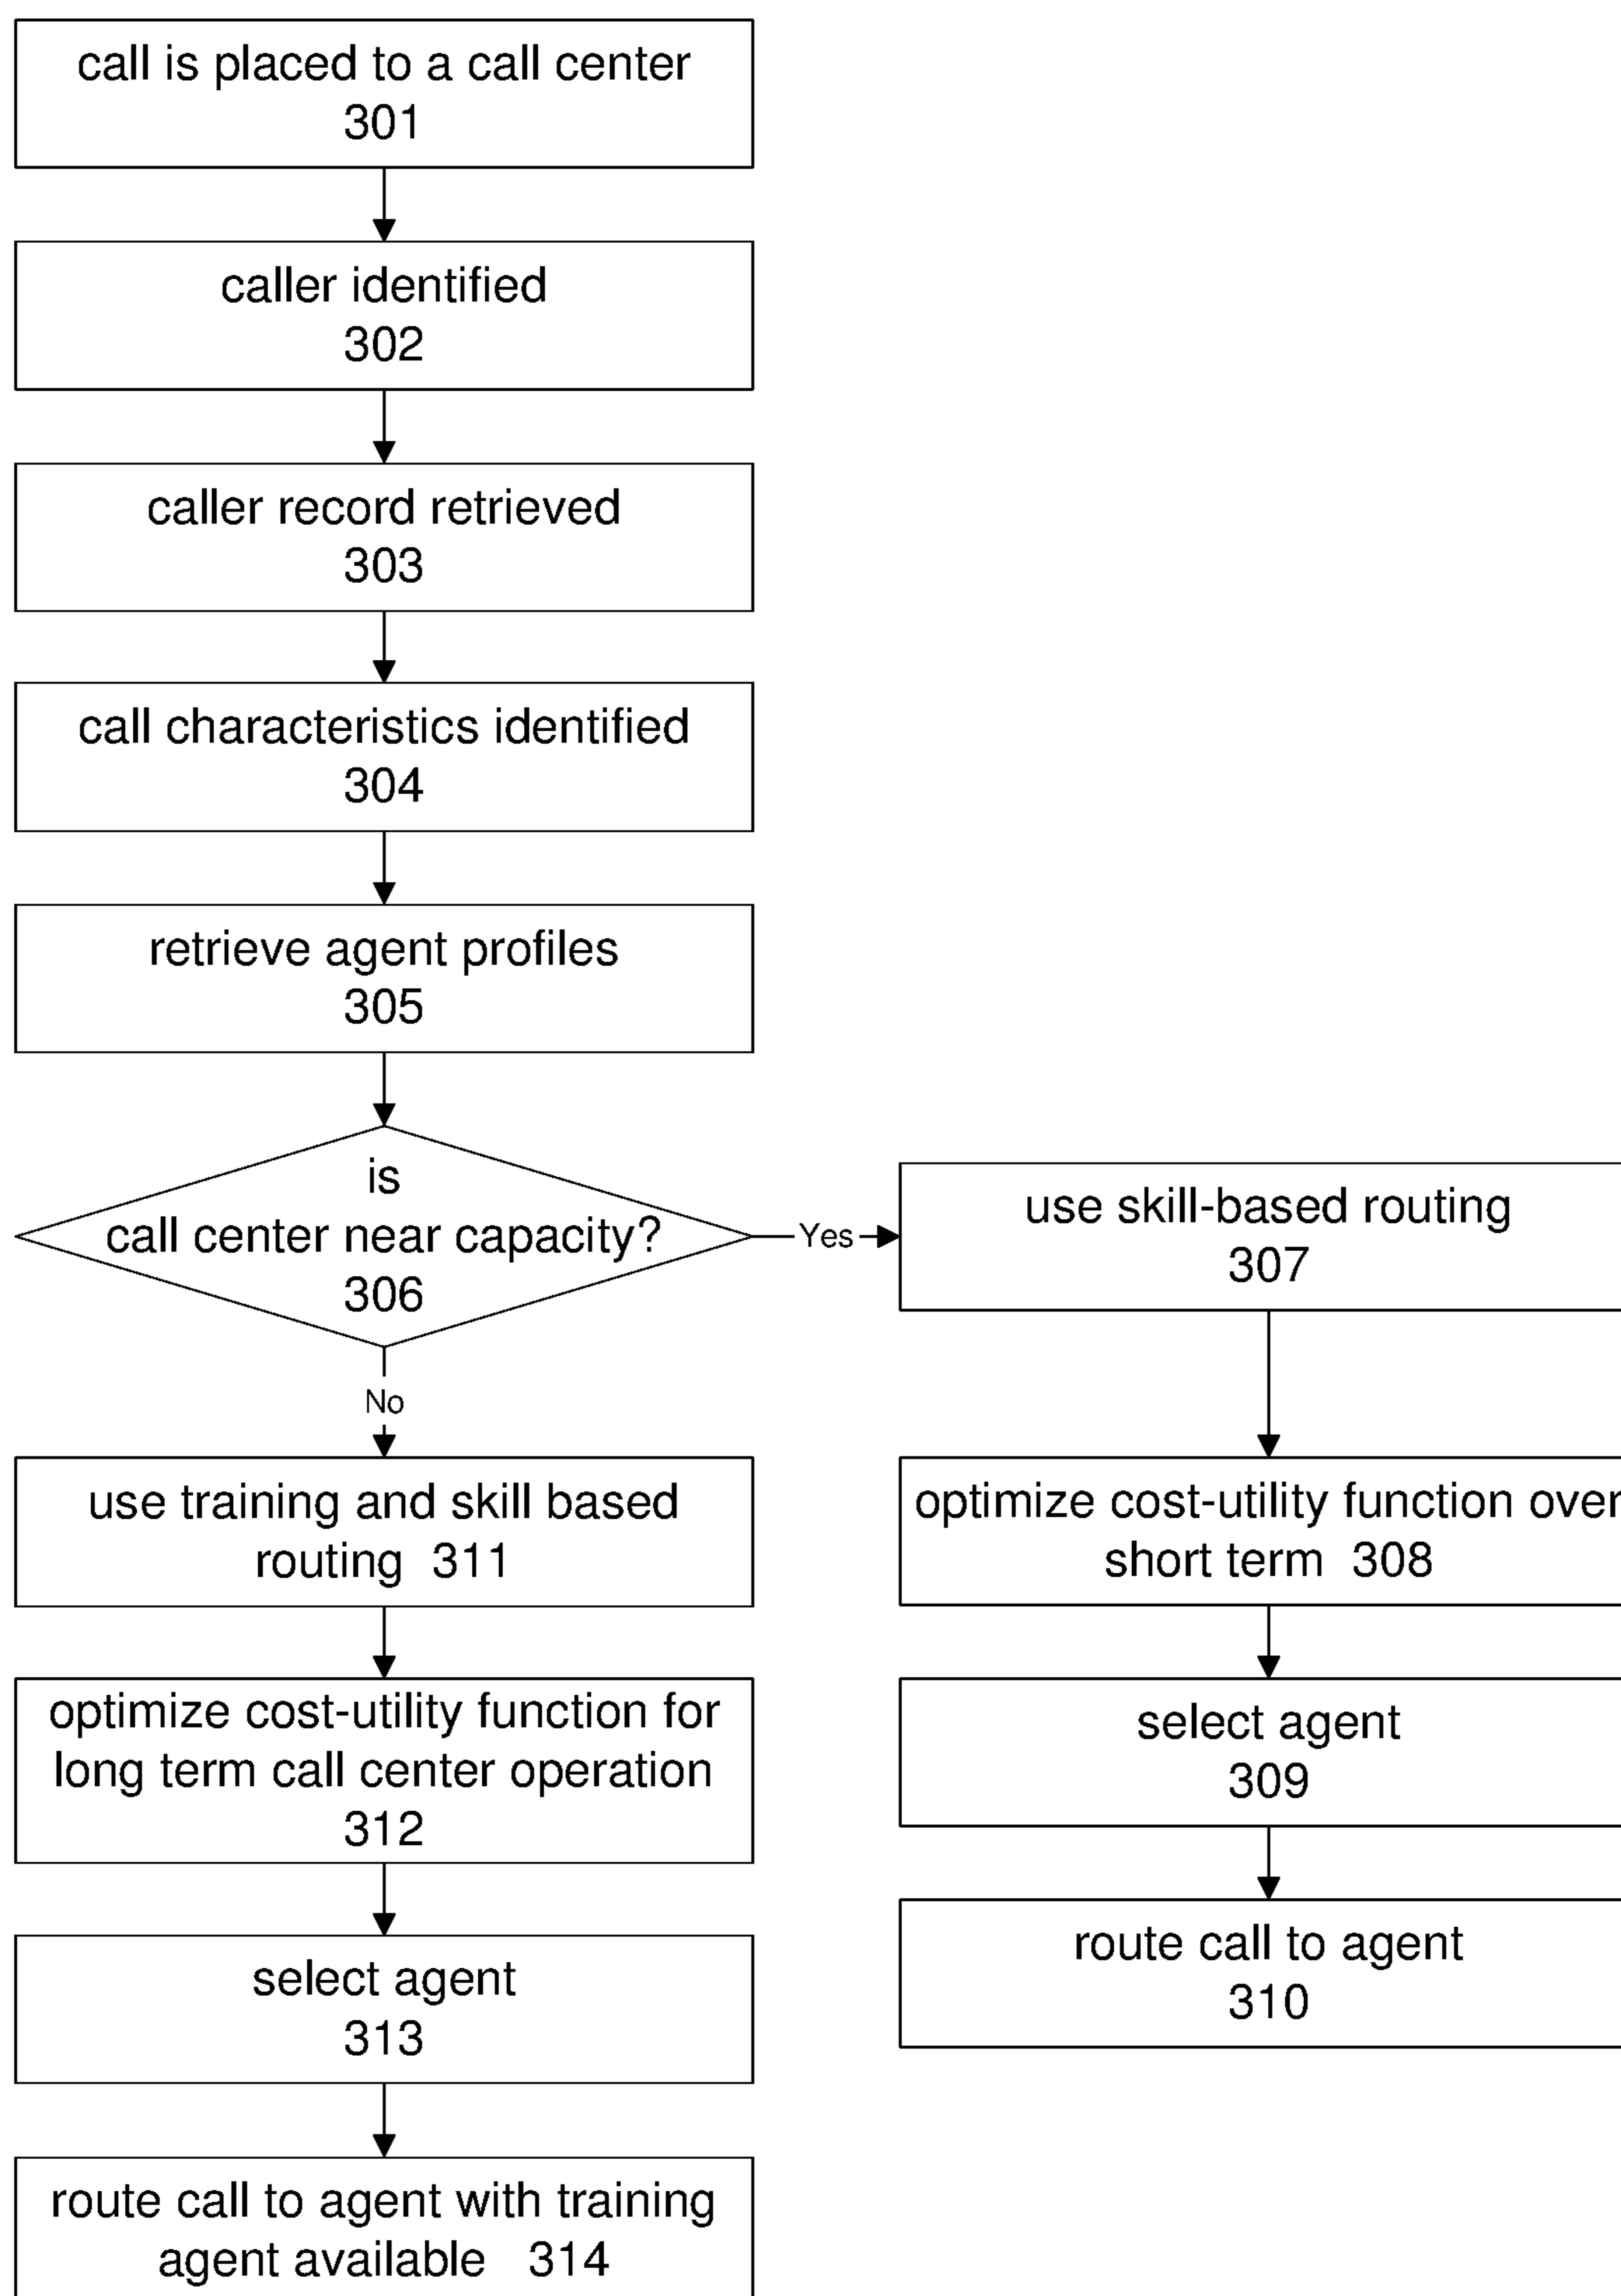 call is placed to a call center
301
caller identified
302
caller record retrieved
303
call characteristics identified
304
retrieve agent profiles
305
is
call center near capacity?
306
Yes
use skill-based routing
307
optimize cost-utility function over
short term 308
select agent
309
route call to agent
310
No
use training and skill based
routing 311
optimize cost-utility function for
long term call center operation
312
select agent
313
route call to agent with training
agent available 314